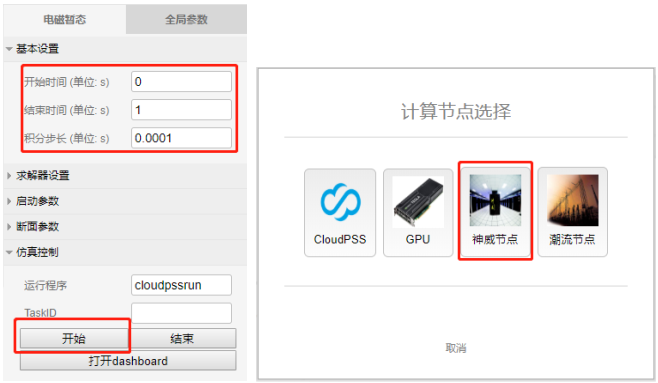 电磁暂态 全局参数
基本设置
开始时间 (单位: s) 0
结束时间 (单位: s) 1
积分步长 (单位: s) 0.0001
求解器设置
启动参数
断面参数
仿真控制
运行程序 cloudpssrun
TaskID
开始 结束
打开dashboard
计算节点选择
CloudPSS GPU 神威节点 潮流节点
取消